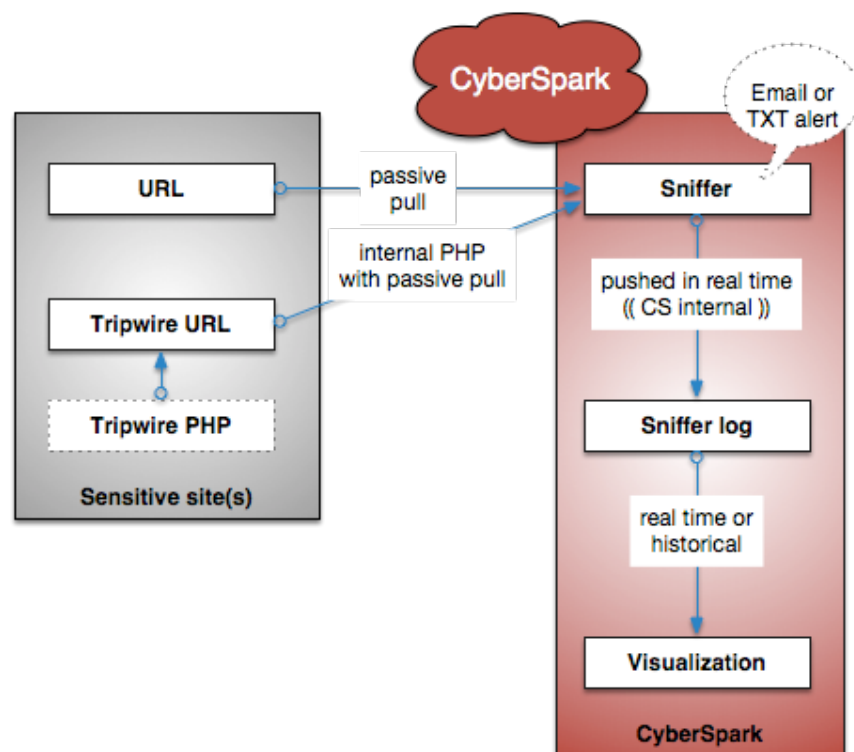 CyberSpark
Email or
TXT alert
URL
passive
pull
Sniffer
internal PHP
with passive pull
pushed in real time
(( CS internal ))
Tripwire URL
Tripwire PHP
Sniffer log
Sensitive site(s)
real time or
historical
Visualization
CyberSpark